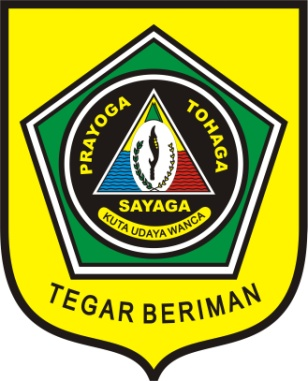 PRAYOGA
TOHAGA
SAYAGA
KUTA UDAYA WANCA
TEGAR BERIMAN